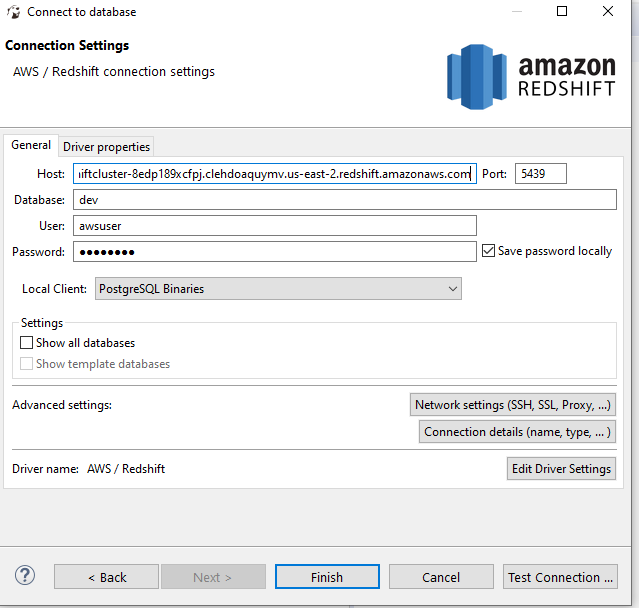 Connect to database
Connection Settings
AWS / Redshift connection settings
amazon
REDSHIFT
General Driver properties
Host: iiftcluster-8edp189xcfpj.clehdoaquymv.us-east-2.redshift.amazonaws.com Port: 5439
Database: dev
User: awsuser
Password: •••••••• Save password locally
Local Client: PostgreSQL Binaries
Settings
Show all databases
Show template databases
Advanced settings: Network settings (SSH, SSL, Proxy, ...)
Connection details (name, type, ... )
Driver name: AWS / Redshift Edit Driver Settings
? < Back Next > Finish Cancel Test Connection ...